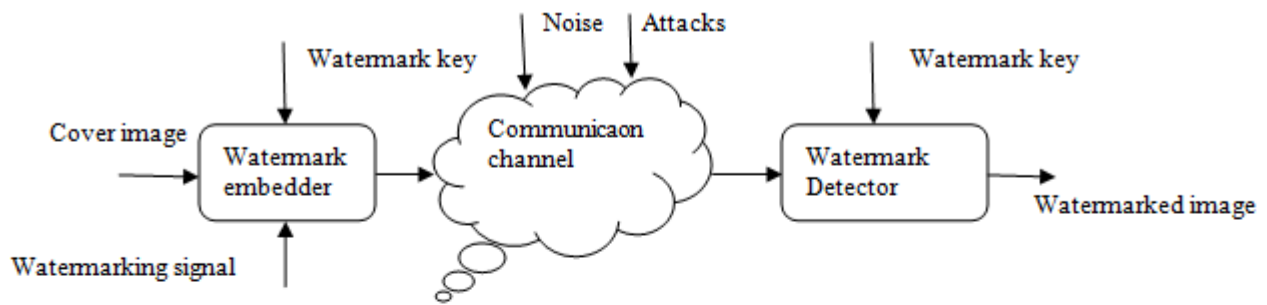 Noise
Attacks
Watermark key
Watermark key
Cover image
Watermark
embedder
Communicaon
channel
Watermark
Detector
Watermarked image
Watermarking signal